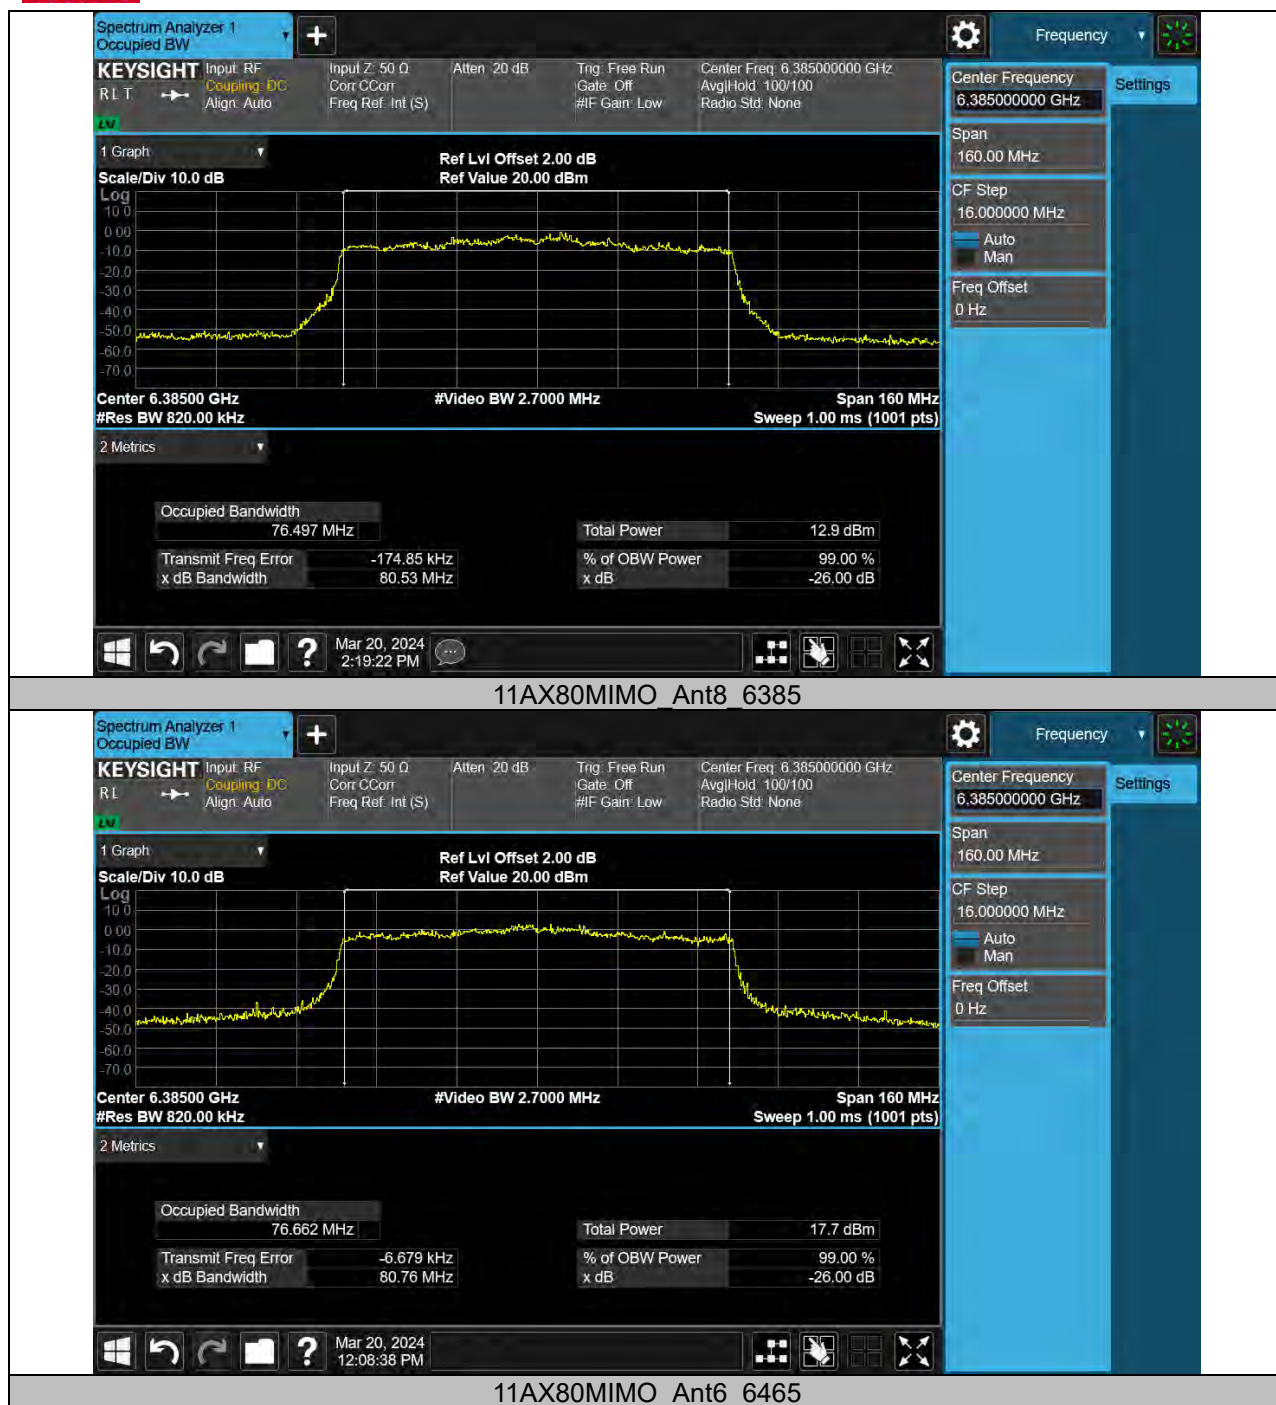 Spectrum Analyzer 1
Occupied BW
Frequency
KEYSIGHT Input: RF
Coupling: DC
Align: Auto
RLT
LNI
Input Z: 50 Ω
Corr CCorr
Freq Ref: Int (S)
Atten: 20 dB
Trig: Free Run
Gate: Off
#IF Gain: Low
Center Freq: 6.385000000 GHz
Avg|Hold: 100/100
Radio Std: None
Center Frequency
6.385000000 GHz
Settings
Span
160.00 MHz
CF Step
16.000000 MHz
Auto
Man
Freq Offset
0 Hz
1 Graph
Scale/Div 10.0 dB
Ref Lvl Offset 2.00 dB
Ref Value 20.00 dBm
Log
10.0
0.00
-10.0
-20.0
-30.0
-40.0
-50.0
-60.0
-70.0
Center 6.38500 GHz
#Res BW 820.00 kHz
#Video BW 2.7000 MHz
Span 160 MHz
Sweep 1.00 ms (1001 pts)
2 Metrics
Occupied Bandwidth
76.497 MHz
Total Power 12.9 dBm
Transmit Freq Error -174.85 kHz
% of OBW Power 99.00 %
x dB Bandwidth 80.53 MHz
x dB -26.00 dB
?
Mar 20, 2024
2:19:22 PM
11AX80MIMO_Ant8_6385
Spectrum Analyzer 1
Occupied BW
Frequency
KEYSIGHT Input: RF
Coupling: DC
Align: Auto
RL
LNI
Input Z: 50 Ω
Corr CCorr
Freq Ref: Int (S)
Atten: 20 dB
Trig: Free Run
Gate: Off
#IF Gain: Low
Center Freq: 6.385000000 GHz
Avg|Hold: 100/100
Radio Std: None
Center Frequency
6.385000000 GHz
Settings
Span
160.00 MHz
CF Step
16.000000 MHz
Auto
Man
Freq Offset
0 Hz
1 Graph
Scale/Div 10.0 dB
Ref Lvl Offset 2.00 dB
Ref Value 20.00 dBm
Log
10.0
0.00
-10.0
-20.0
-30.0
-40.0
-50.0
-60.0
-70.0
Center 6.38500 GHz
#Res BW 820.00 kHz
#Video BW 2.7000 MHz
Span 160 MHz
Sweep 1.00 ms (1001 pts)
2 Metrics
Occupied Bandwidth
76.662 MHz
Total Power 17.7 dBm
Transmit Freq Error -6.679 kHz
% of OBW Power 99.00 %
x dB Bandwidth 80.76 MHz
x dB -26.00 dB
?
Mar 20, 2024
12:08:38 PM
11AX80MIMO_Ant6_6465